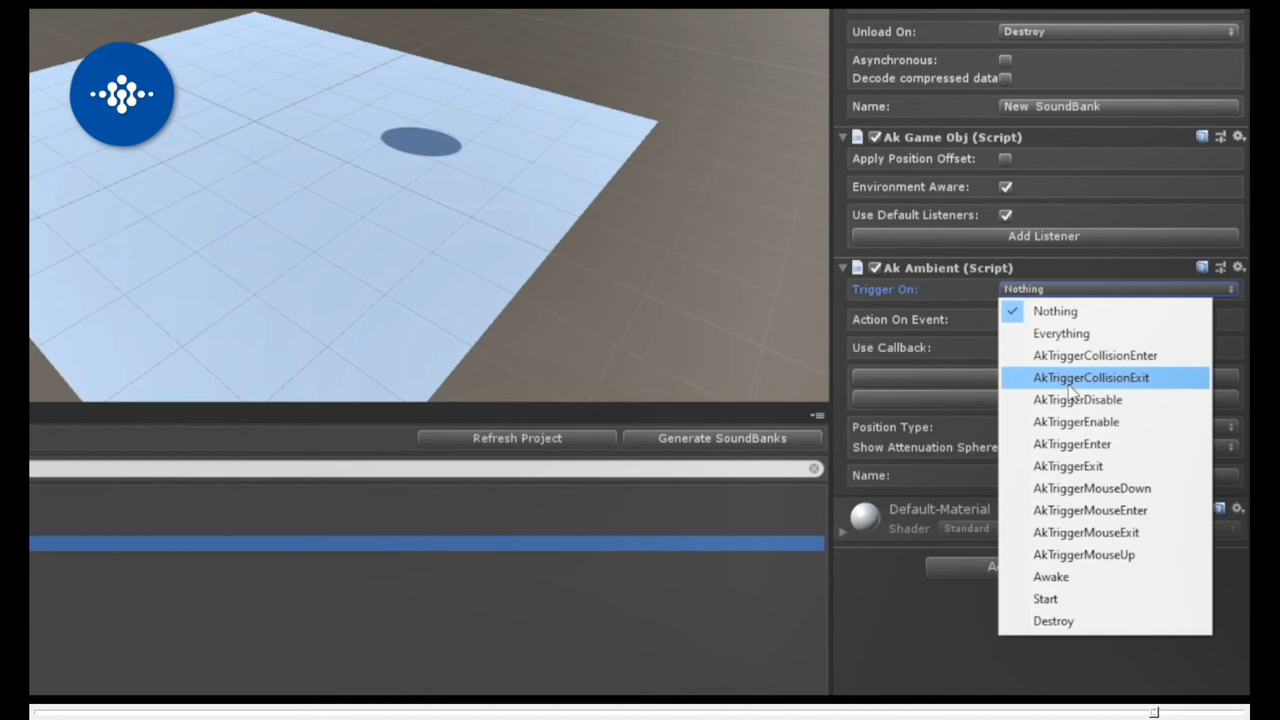 Unload On: Destroy
Asynchronous:
Decode compressed data
Name: New SoundBank
Ak Game Obj (Script)
Apply Position Offset:
Environment Aware:
Use Default Listeners:
Add Listener
Ak Ambient (Script)
Trigger On: Nothing
Nothing
Everything
AkTriggerCollisionEnter
AkTriggerCollisionExit
AkTriggerDisable
AkTriggerEnable
AkTriggerEnter
AkTriggerExit
AkTriggerMouseDown
AkTriggerMouseEnter
AkTriggerMouseExit
AkTriggerMouseUp
Awake
Start
Destroy
Action On Event:
Use Callback:
Position Type:
Show Attenuation Sphere
Name:
Default-Material
Shader Standard
Refresh Project Generate SoundBanks